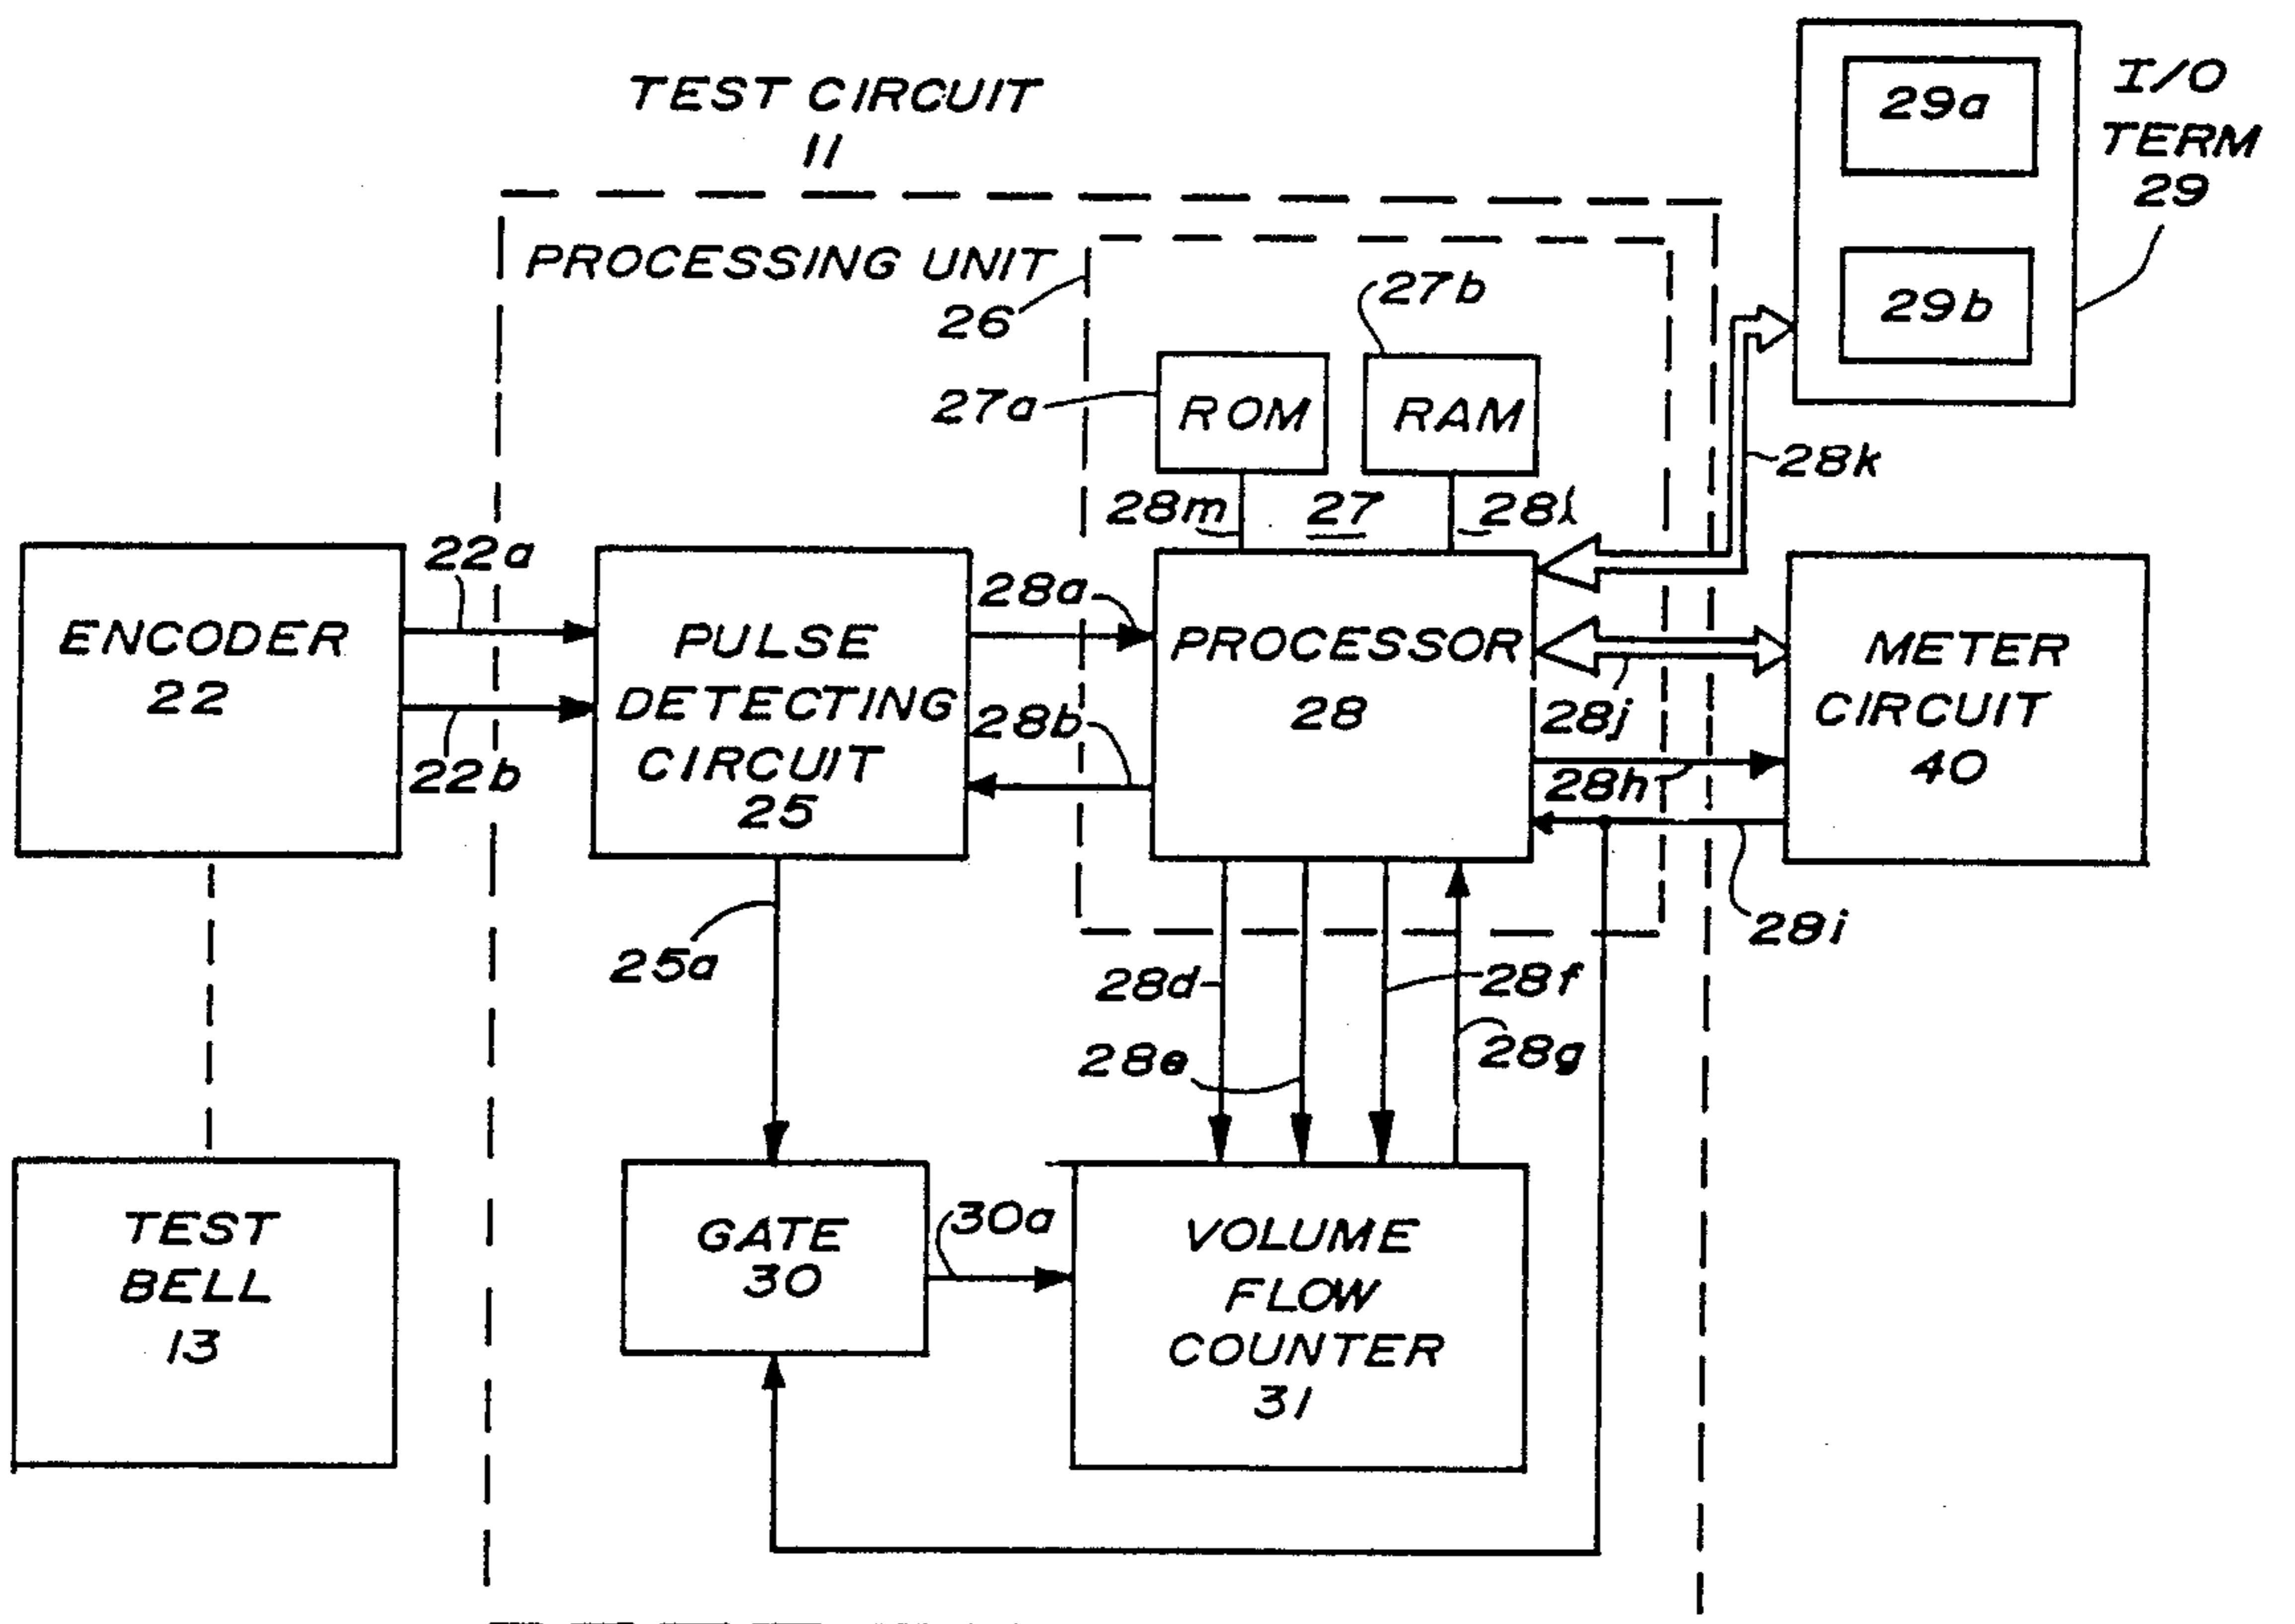 TEST CIRCUIT
11
I/O
TERM
29
29a
29b
PROCESSING UNIT
26
27b
27a
ROM
RAM
28k
28m
27
28l
22a
28a
ENCODER
22
PULSE
DETECTING
CIRCUIT
25
PROCESSOR
28
METER
CIRCUIT
40
28j
28b
22b
28h
28i
25a
28d
28f
28e
28g
TEST
BELL
13
GATE
30
30a
VOLUME
FLOW
COUNTER
31